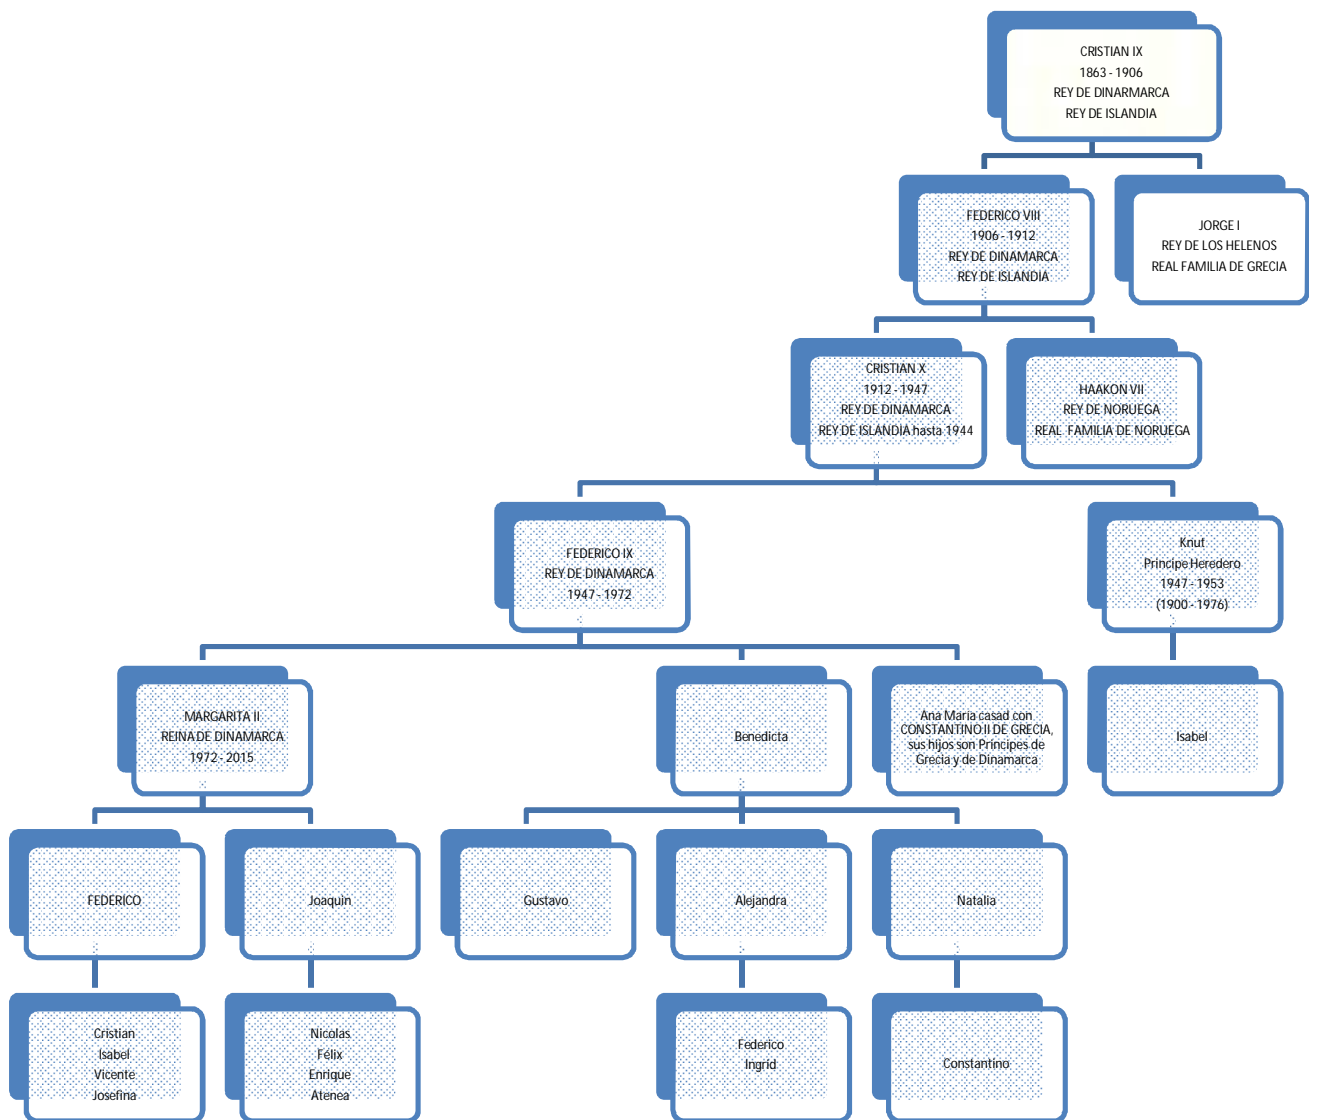 CRISTIAN IX
1863 - 1906
REY DE DINARMARCA
REY DE ISLANDIA
FEDERICO VIII
1906 - 1912
REY DE DINAMARCA
REY DE ISLANDIA
JORGE I
REY DE LOS HELENOS
REAL FAMILIA DE GRECIA
CRISTIAN X
1912 - 1947
REY DE DINAMARCA
REY DE ISLANDIA hasta 1944
HAAKON VII
REY DE NORUEGA
REAL FAMILIA DE NORUEGA
FEDERICO IX
REY DE DINAMARCA
1947 - 1972
Knut
Príncipe Heredero
1947 - 1953
(1900 - 1976)
MARGARITA II
REINA DE DINAMARCA
1972 - 2015
Benedicta
Ana María casad con
CONSTANTINO II DE GRECIA,
sus hijos son Príncipes de
Grecia y de Dinamarca
Isabel
FEDERICO
Joaquín
Gustavo
Alejandra
Natalia
Cristian
Isabel
Vicente
Josefina
Nicolas
Félix
Enrique
Atenea
Federico
Ingrid
Constantino